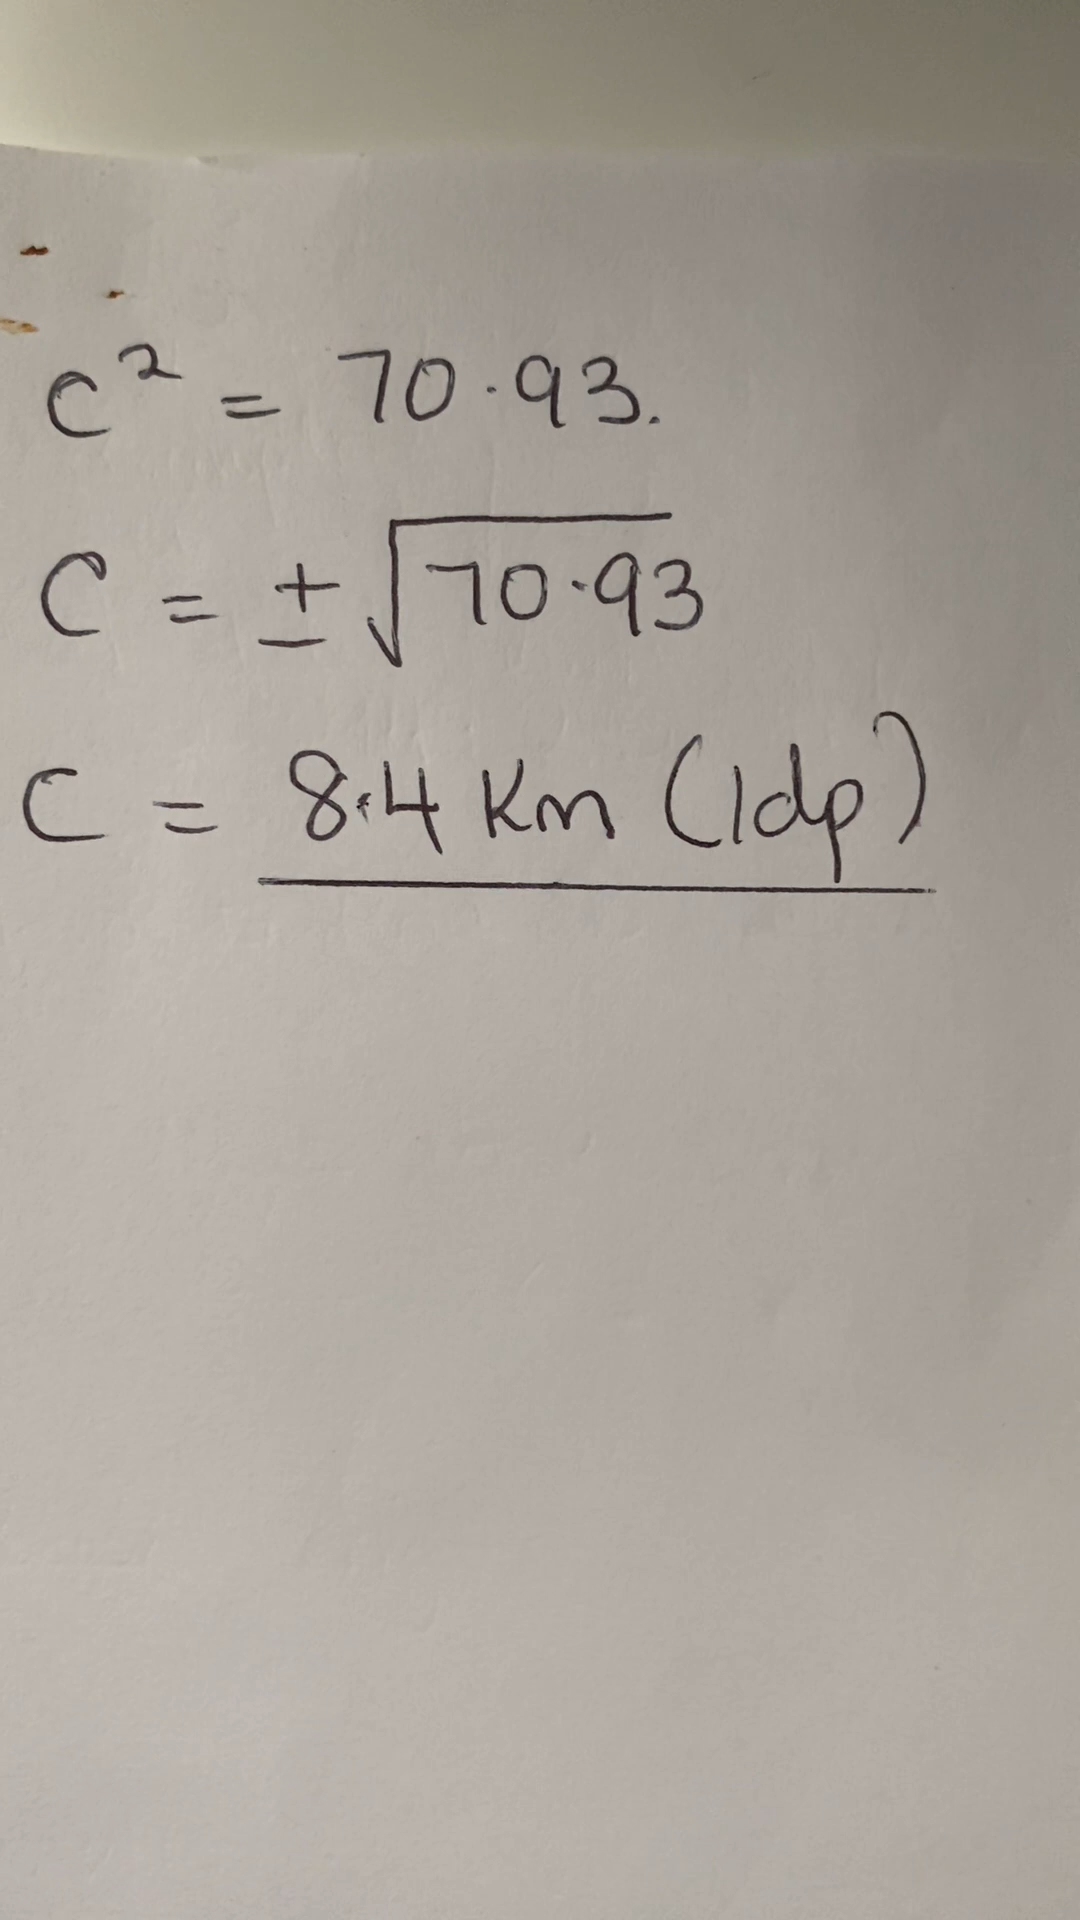 C² = 70·93.
C = ±√70·93
C = 8·4 Km (1dp)